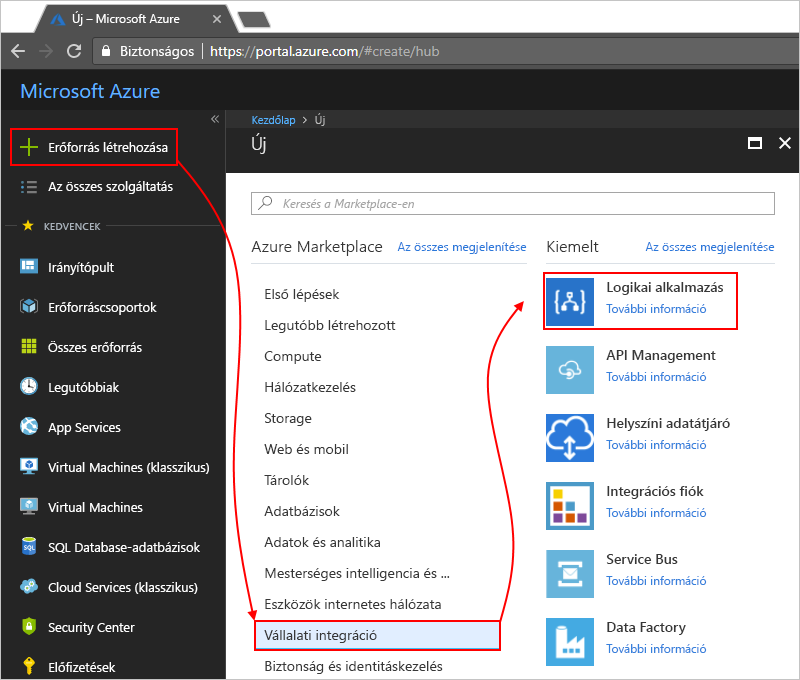 Új – Microsoft Azure
Biztonságos https://portal.azure.com/#create/hub
Microsoft Azure
Erőforrás létrehozása
Az összes szolgáltatás
KEDVENCEK
Irányítópult
Erőforráscsoportok
Összes erőforrás
Legutóbbiak
App Services
Virtual Machines (klasszikus)
Virtual Machines
SQL Database-adatbázisok
Cloud Services (klasszikus)
Security Center
Előfizetések
Kezdőlap > Új
Új
Keresés a Marketplace-en
Azure Marketplace Az összes megjelenítése
Első lépések
Legutóbb létrehozott
Compute
Hálózatkezelés
Storage
Web és mobil
Tárolók
Adatbázisok
Adatok és analitika
Mesterséges intelligencia és ...
Eszközök internetes hálózata
Vállalati integráció
Biztonság és identitáskezelés
Kiemelt Az összes megjelenítése
Logikai alkalmazás
További információ
API Management
További információ
Helyszíni adatátjáró
További információ
Integrációs fiók
További információ
Service Bus
További információ
Data Factory
További információ